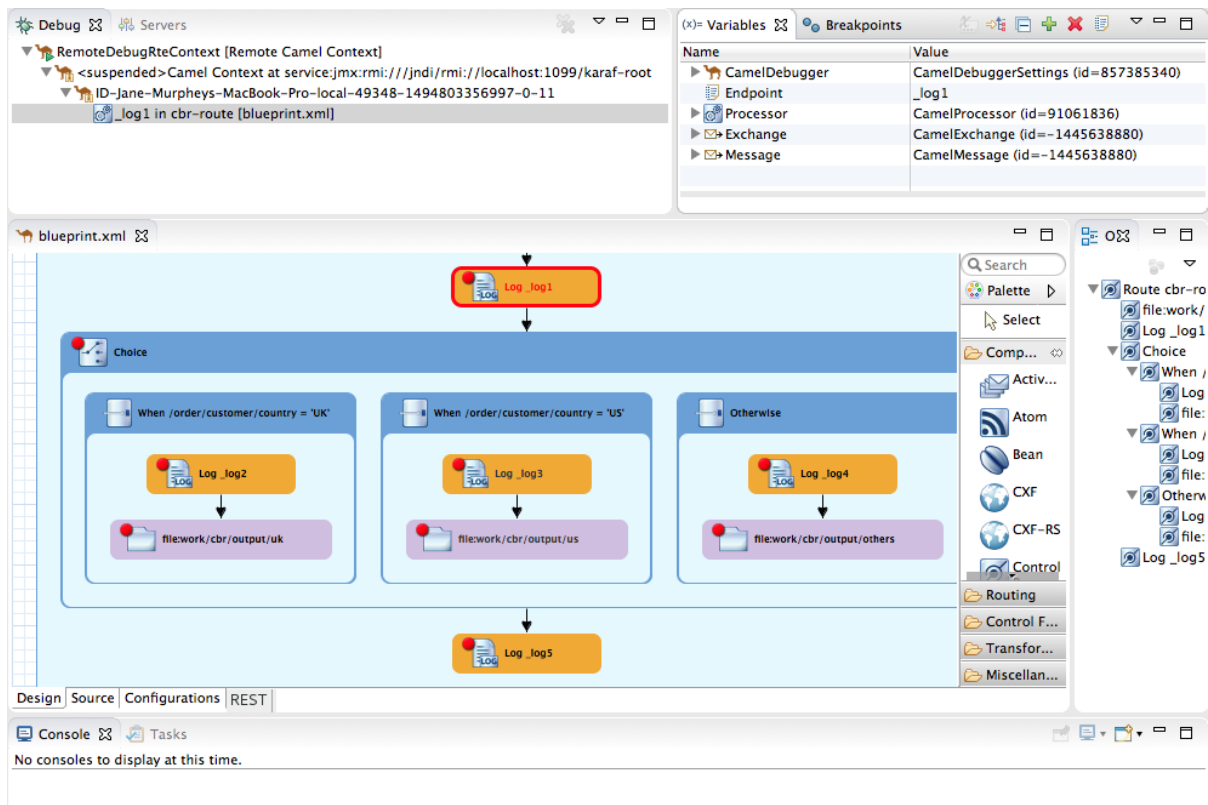 Debug Servers
RemoteDebugRteContext [Remote Camel Context]
<suspended>Camel Context at service:jmx:rmi:///jndi/rmi://localhost:1099/karaf-root
ID-Jane-Murpheys-MacBook-Pro-local-49348-1494803356997-0-11
_log1 in cbr-route [blueprint.xml]
(x)= Variables Breakpoints
Name Value
CamelDebugger CamelDebuggerSettings (id=857385340)
Endpoint _log1
Processor CamelProcessor (id=91061836)
Exchange CamelExchange (id=-1445638880)
Message CamelMessage (id=-1445638880)
blueprint.xml
Log _log1
Choice
When /order/customer/country = 'UK'
Log _log2
file:work/cbr/output/uk
When /order/customer/country = 'US'
Log _log3
file:work/cbr/output/us
Otherwise
Log _log4
file:work/cbr/output/others
Log _log5
Search
Palette
Select
Comp...
Activ...
Atom
Bean
CXF
CXF-RS
Control
Routing
Control F...
Transfor...
Miscellan...
Design Source Configurations REST
O
Route cbr-ro
file:work/
Log _log1
Choice
When /
Log
file:
When /
Log
file:
Otherw
Log
file:
Log _log5
Console Tasks
No consoles to display at this time.